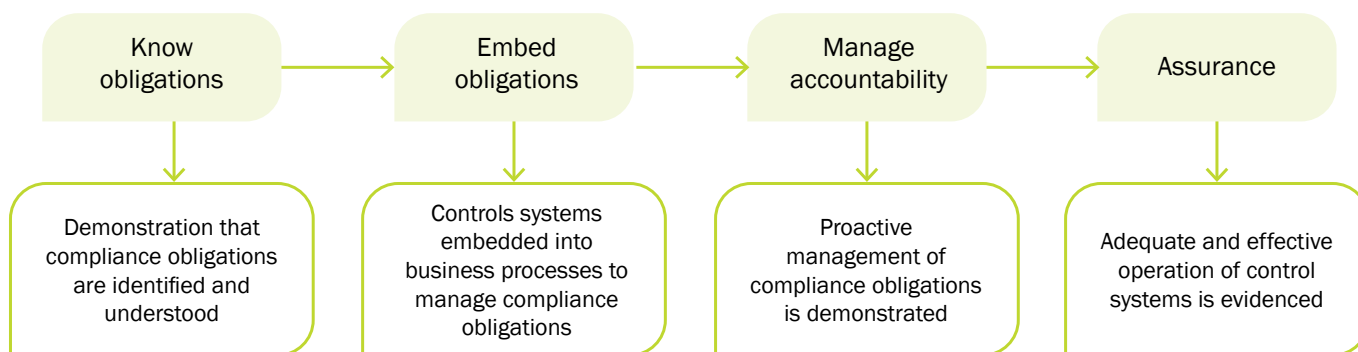 Know
obligations
Embed
obligations
Manage
accountability
Assurance
Demonstration that
compliance obligations
are identified and
understood
Controls systems
embedded into
business processes to
manage compliance
obligations
Proactive
management of
compliance obligations
is demonstrated
Adequate and effective
operation of control
systems is evidenced